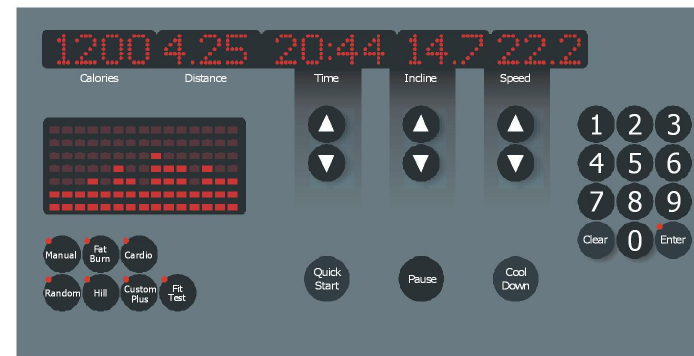 1200 4.25 20:44 14.7 22.2
Calories Distance Time Incline Speed
1 2 3
4 5 6
7 8 9
Clear 0 Enter
Manual
Fat
Burn
Cardio
Random
Hill
Custom
Plus
Fit
Test
Quick
Start
Pause
Cool
Down